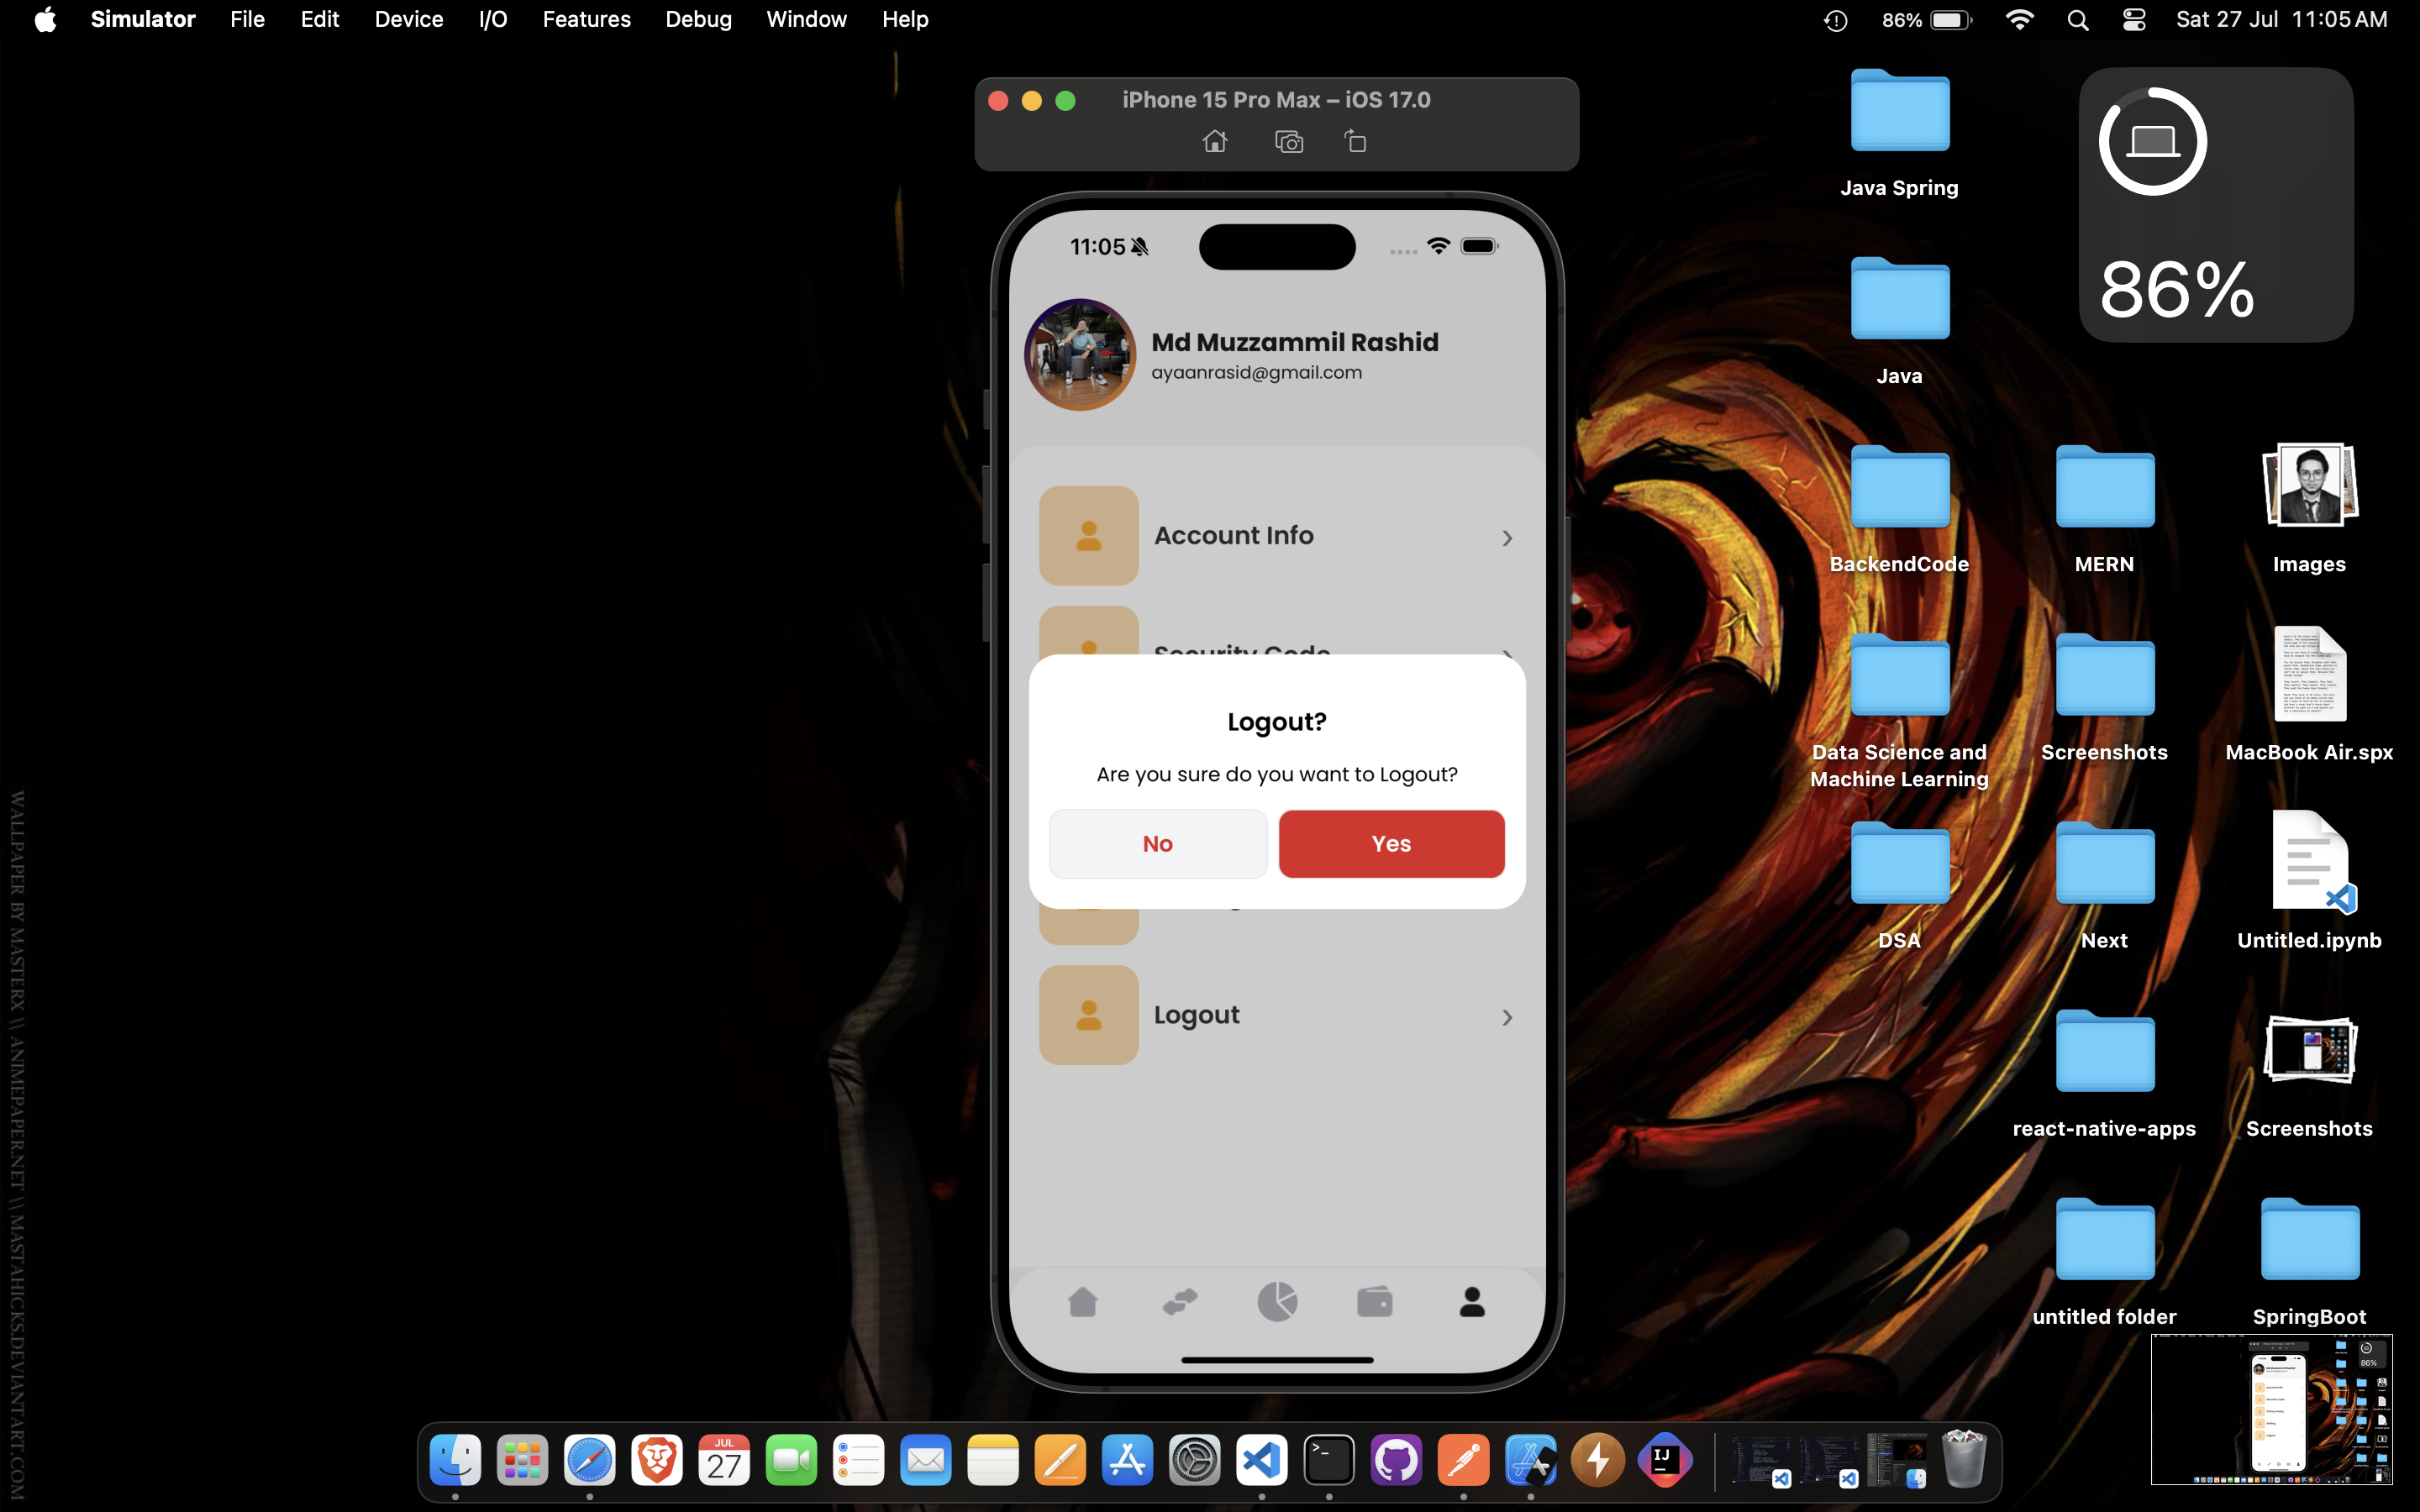 Simulator File Edit Device I/O Features Debug Window Help
86% Sat 27 Jul 11:05 AM
iPhone 15 Pro Max – iOS 17.0
11:05
Md Muzzammil Rashid
ayaanrasid@gmail.com
Account Info
Security Code
Logout?
Are you sure do you want to Logout?
No Yes
Logout
Java Spring
86%
Java
BackendCode MERN Images
Data Science and
Machine Learning
Screenshots
MacBook Air.spx
DSA Next Untitled.ipynb
react-native-apps Screenshots
untitled folder SpringBoot
JUL
27
IJ
WALLPAPER BY MASTERX \\ ANIMEPAPER.NET \\ MASTAHICKS.DEVIANTART.COM